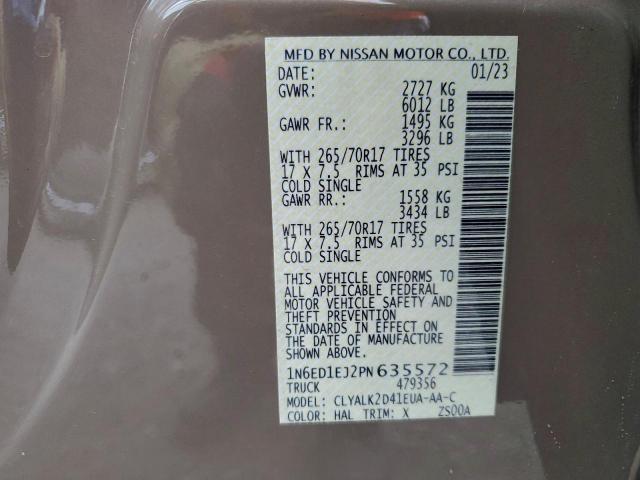 MFD BY NISSAN MOTOR CO., LTD.
DATE: 01/23
GVWR: 2727 KG
6012 LB
GAWR FR.: 1495 KG
3296 LB
WITH 265/70R17 TIRES
17 X 7.5 RIMS AT 35 PSI
COLD SINGLE
GAWR RR.: 1558 KG
3434 LB
WITH 265/70R17 TIRES
17 X 7.5 RIMS AT 35 PSI
COLD SINGLE
THIS VEHICLE CONFORMS TO
ALL APPLICABLE FEDERAL
MOTOR VEHICLE SAFETY AND
THEFT PREVENTION
STANDARDS IN EFFECT ON
THE DATE OF MANUFACTURE
SHOWN ABOVE.
1N6ED1EJ2PN635572
TRUCK 479356
MODEL: CLYALK2D41EUA-AA-C
COLOR: HAL TRIM: X ZS00A